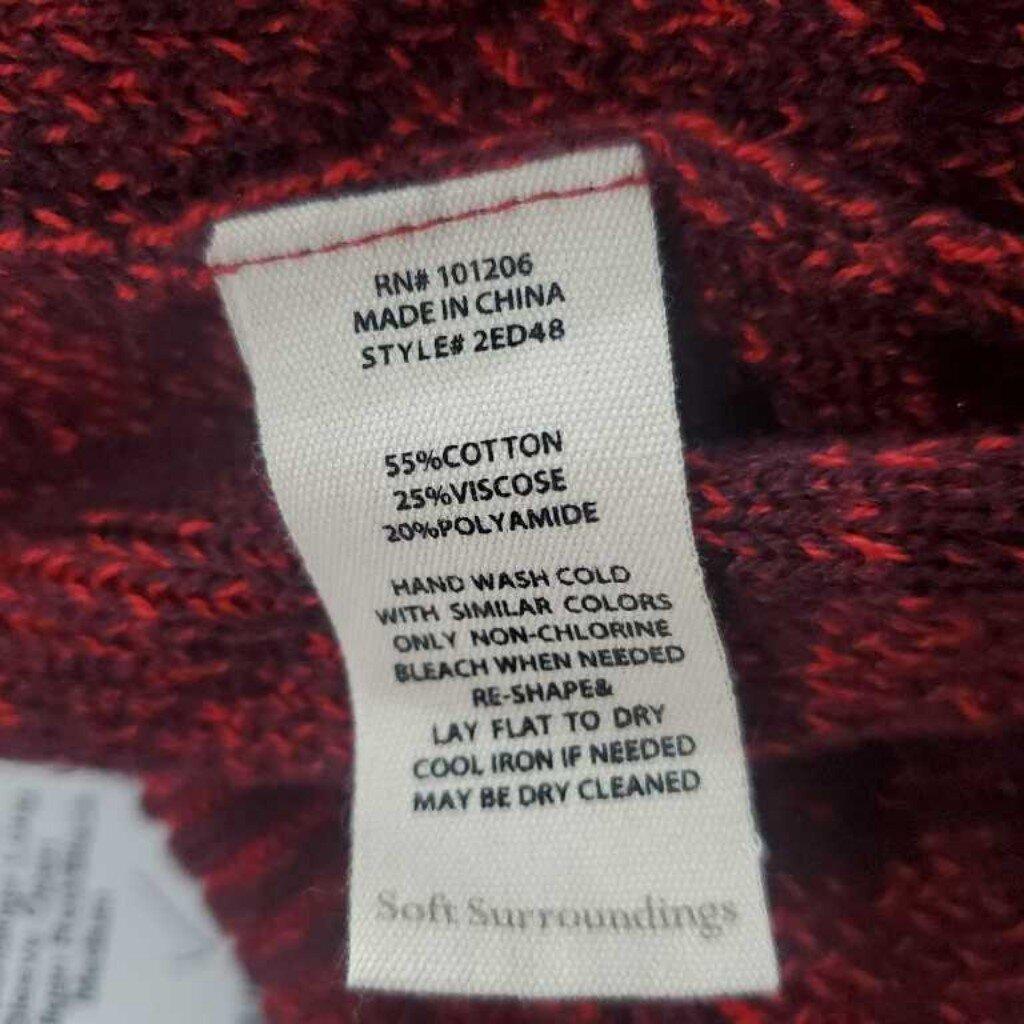 RN# 101206
MADE IN CHINA
STYLE# 2ED48
55%COTTON
25%VISCOSE
20%POLYAMIDE
HAND WASH COLD
WITH SIMILAR COLORS
ONLY NON-CHLORINE
BLEACH WHEN NEEDED
RE-SHAPE&
LAY FLAT TO DRY
COOL IRON IF NEEDED
MAY BE DRY CLEANED
Soft Surroundings